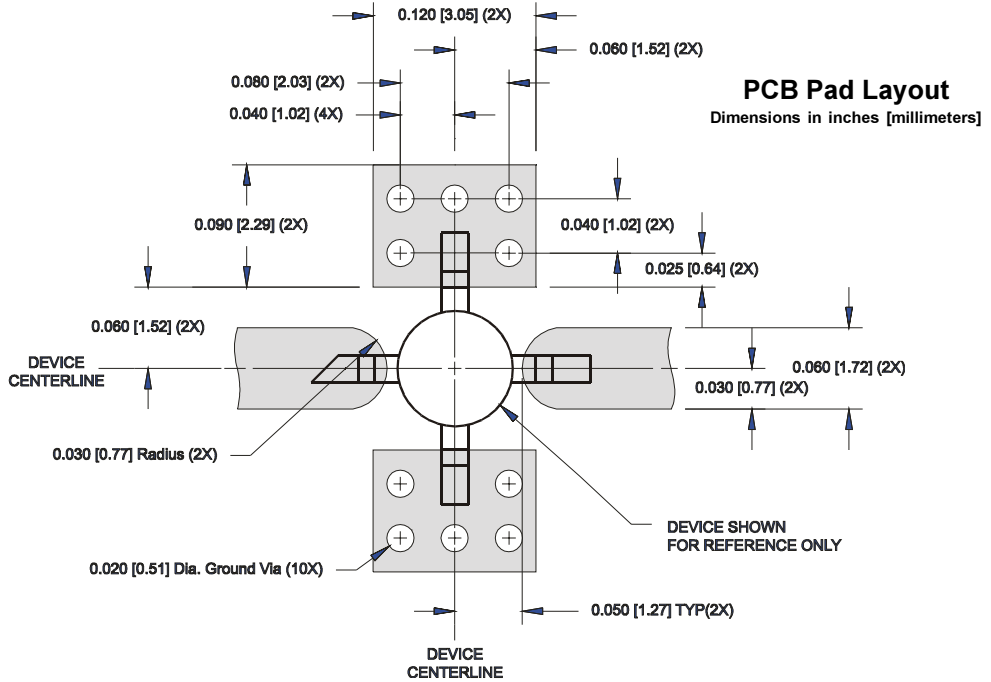 0.120 [3.05] (2X)
0.060 [1.52] (2X)
0.080 [2.03] (2X)
0.040 [1.02] (4X)
PCB Pad Layout
Dimensions in inches [millimeters]
0.090 [2.29] (2X)
0.040 [1.02] (2X)
0.025 [0.64] (2X)
0.060 [1.52] (2X)
DEVICE
CENTERLINE
0.060 [1.72] (2X)
0.030 [0.77] (2X)
0.030 [0.77] Radius (2X)
DEVICE SHOWN
FOR REFERENCE ONLY
0.020 [0.51] Dia. Ground Via (10X)
0.050 [1.27] TYP(2X)
DEVICE
CENTERLINE